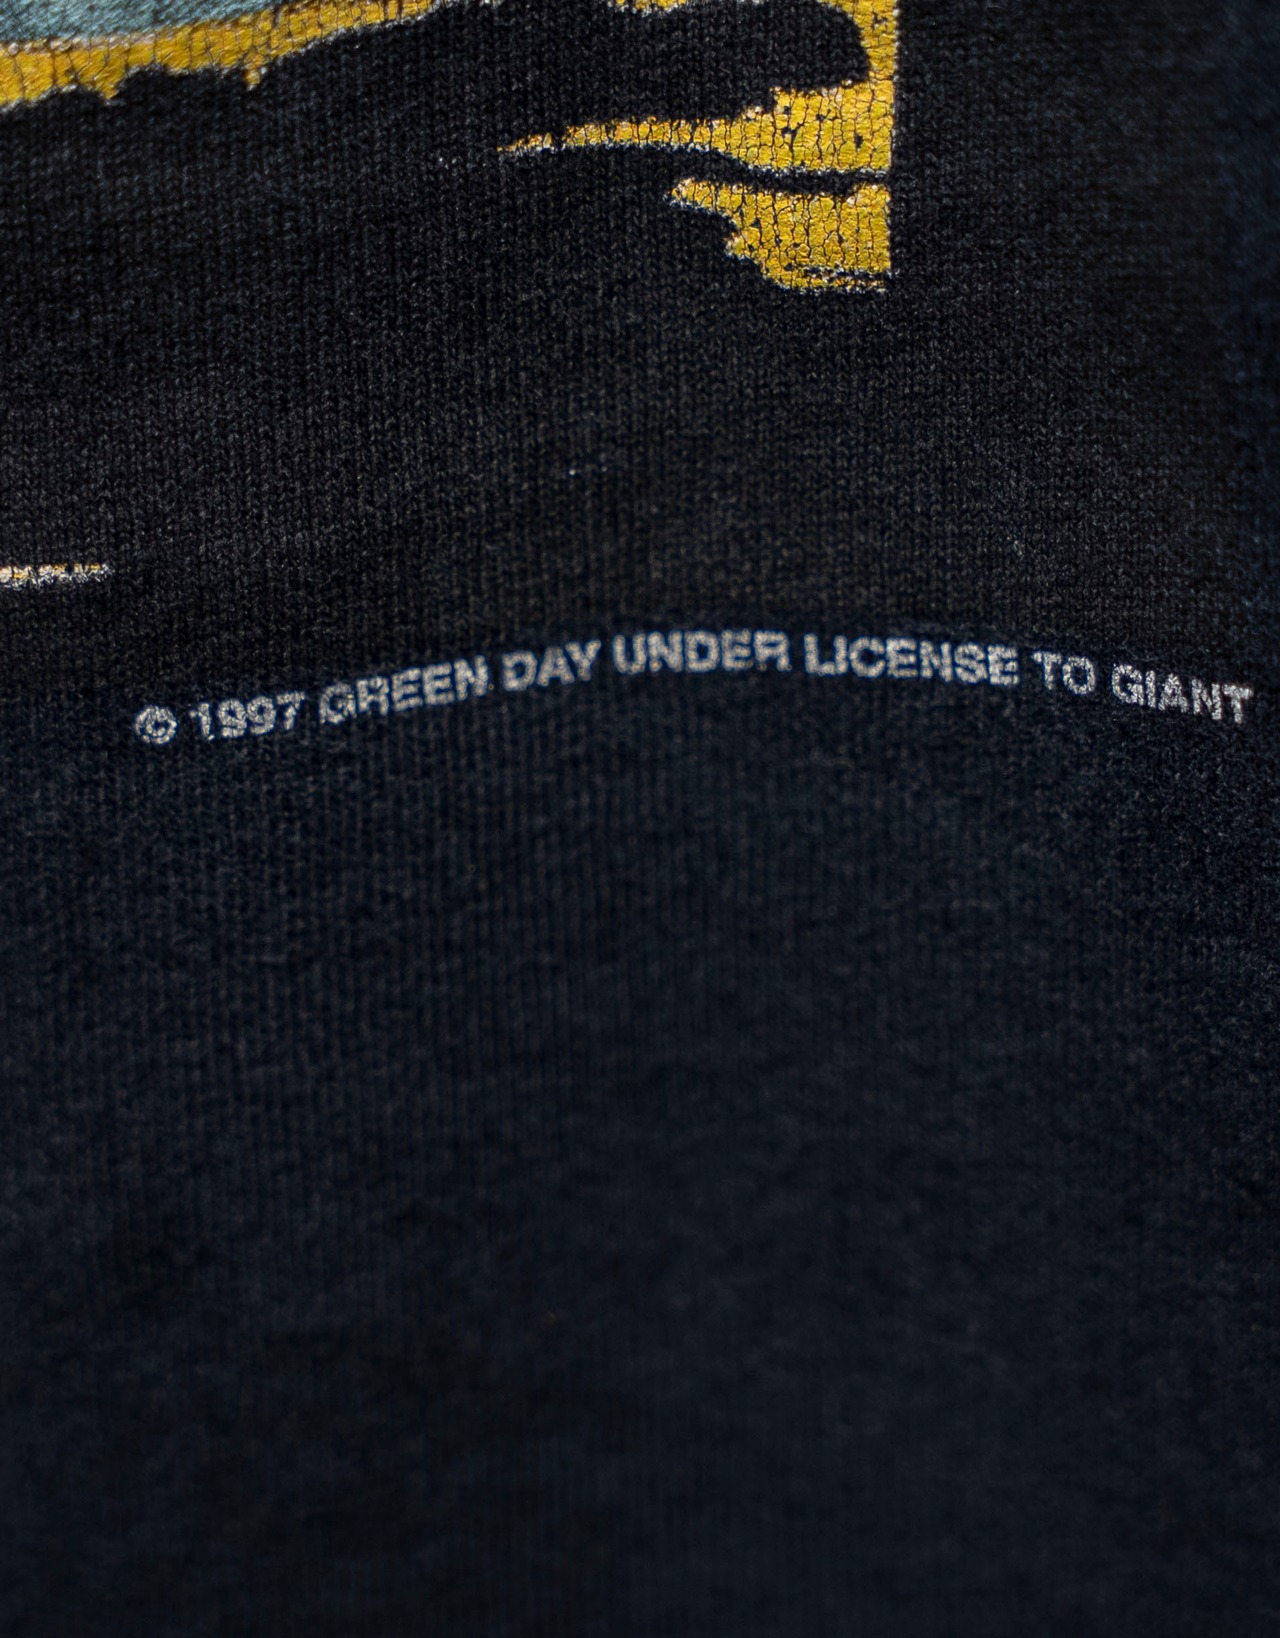 © 1997 GREEN DAY UNDER LICENSE TO GIANT